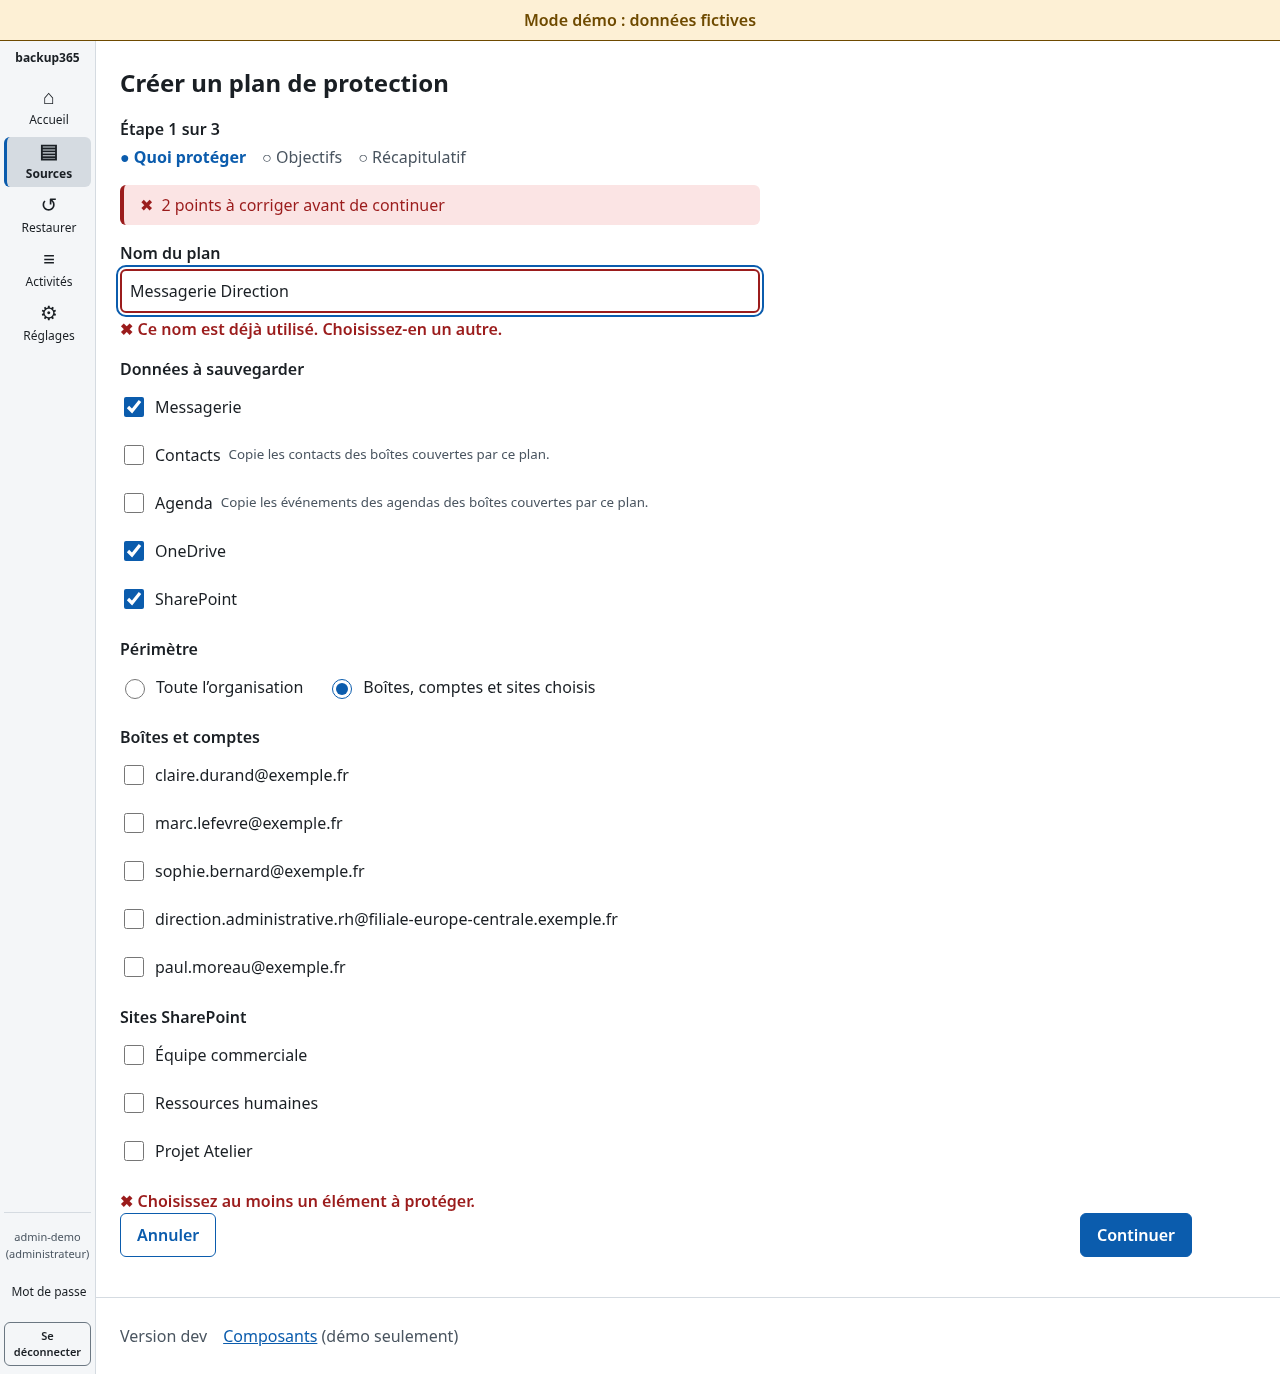 Mode démo : données fictives
backup365
Accueil
Sources
Restaurer
Activités
Réglages
admin-demo
(administrateur)
Mot de passe
Se
déconnecter
Créer un plan de protection
Étape 1 sur 3
● Quoi protéger ○ Objectifs ○ Récapitulatif
✖ 2 points à corriger avant de continuer
Nom du plan
Messagerie Direction
✖ Ce nom est déjà utilisé. Choisissez-en un autre.
Données à sauvegarder
Messagerie
Contacts Copie les contacts des boîtes couvertes par ce plan.
Agenda Copie les événements des agendas des boîtes couvertes par ce plan.
OneDrive
SharePoint
Périmètre
Toute l’organisation Boîtes, comptes et sites choisis
Boîtes et comptes
claire.durand@exemple.fr
marc.lefevre@exemple.fr
sophie.bernard@exemple.fr
direction.administrative.rh@filiale-europe-centrale.exemple.fr
paul.moreau@exemple.fr
Sites SharePoint
Équipe commerciale
Ressources humaines
Projet Atelier
✖ Choisissez au moins un élément à protéger.
Annuler Continuer
Version dev Composants (démo seulement)